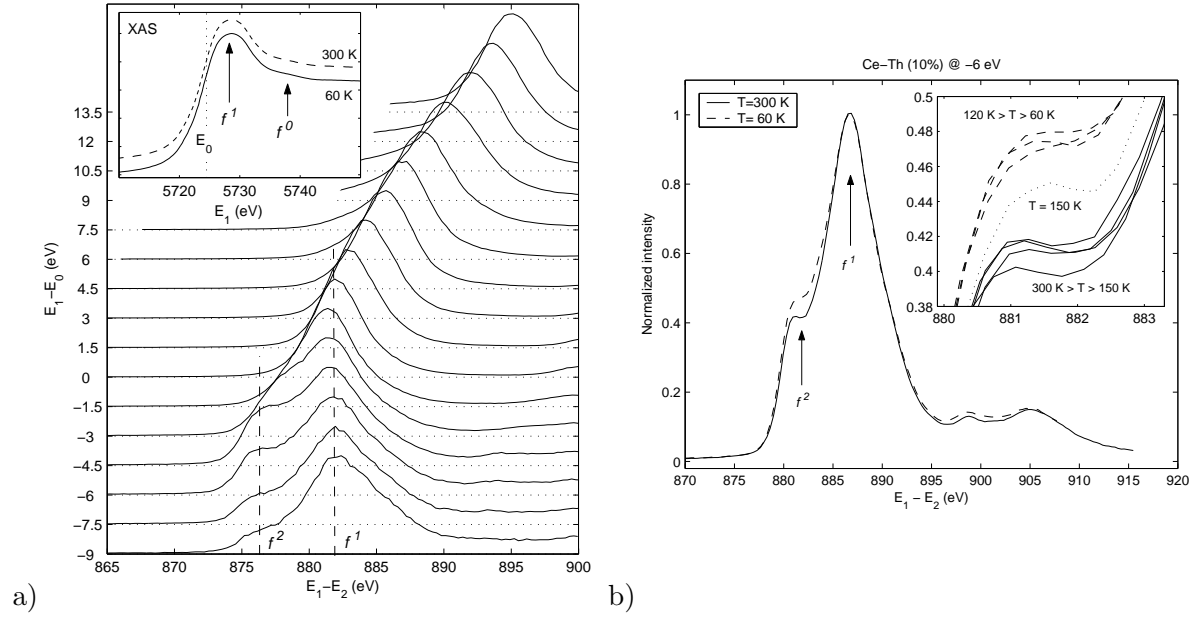 XAS
300 K
60 K
f¹
f⁰
E₀
5720 5730 5740
E₁ (eV)
E₁−E₀ (eV)
13.5
12
10.5
9
7.5
6
4.5
3
1.5
0
−1.5
−3
−4.5
−6
−7.5
−9
f² f¹
865 870 875 880 885 890 895 900
E₁−E₂ (eV)
a)
Ce−Th (10%) @ −6 eV
T=300 K
T= 60 K
Normalized intensity
1
0.8
0.6
0.4
0.2
0
f¹
f²
0.5
0.48
0.46
0.44
0.42
0.4
0.38
120K > T > 60 K
T = 150 K
300 K > T > 150 K
880 881 882 883
870 875 880 885 890 895 900 905 910 915 920
E₁ − E₂ (eV)
b)